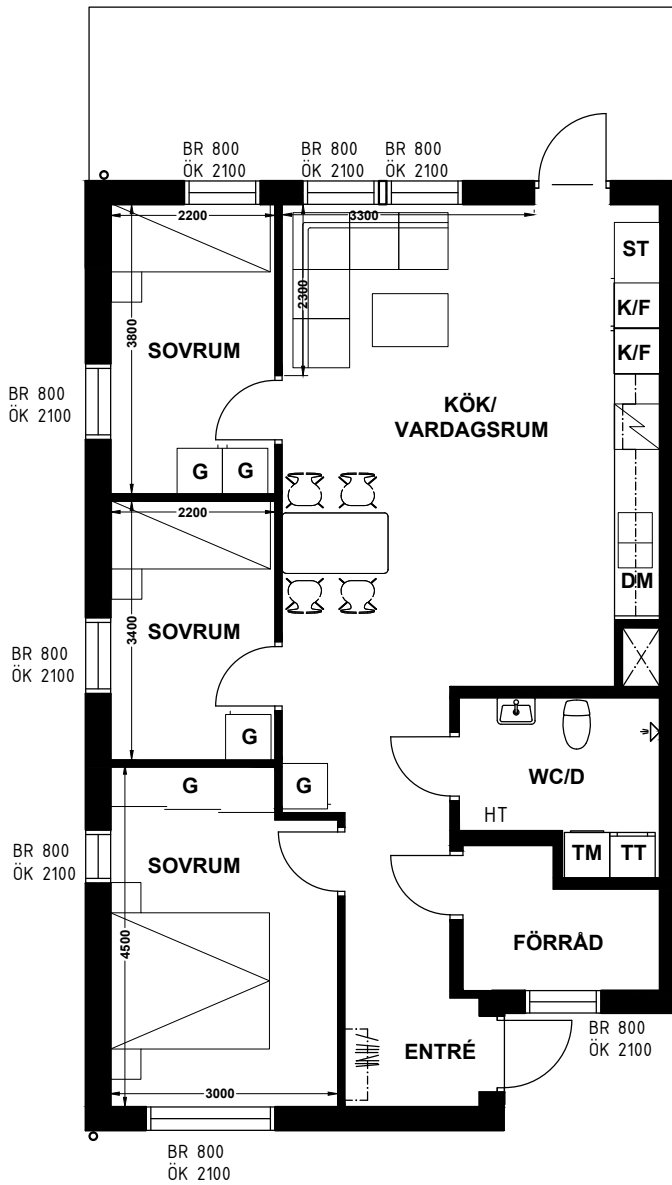 BR 800
ÖK 2100
BR 800
ÖK 2100
BR 800
ÖK 2100
2200
3300
ST
2300
K/F
3800
SOVRUM
K/F
BR 800
ÖK 2100
KÖK/
VARDAGSRUM
G
G
2200
DM
3400
SOVRUM
BR 800
ÖK 2100
G
G
G
WC/D
HT
BR 800
ÖK 2100
SOVRUM
TM
TT
4500
FÖRRÅD
BR 800
ÖK 2100
ENTRÉ
3000
BR 800
ÖK 2100